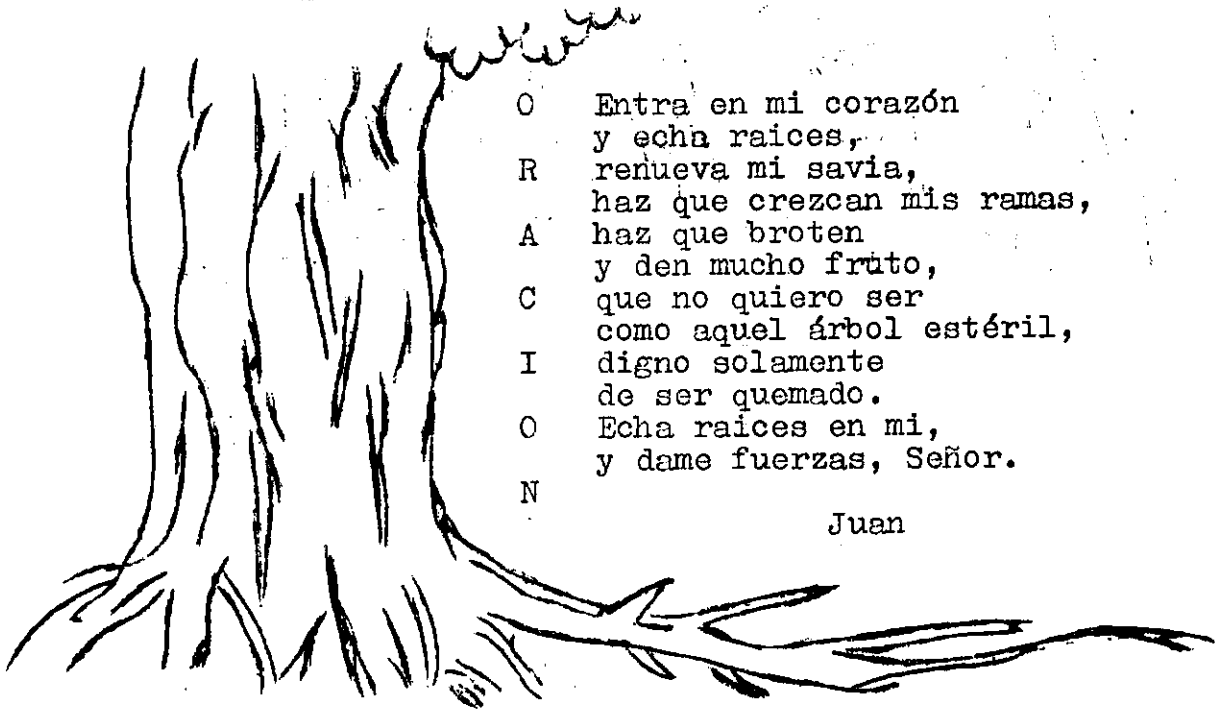 O Entra en mi corazón
y echa raices,
R renueva mi savia,
haz que crezcan mis ramas,
A haz que broten
y den mucho fruto,
C que no quiero ser
como aquel árbol estéril,
I digno solamente
de ser quemado.
O Echa raices en mi,
y dame fuerzas, Señor.
N
Juan